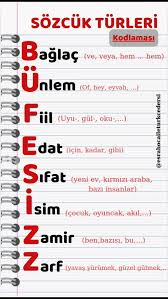 SÖZCÜK TÜRLERİ
Kodlaması
Bağlaç (ve, veya, hem ... hem)
Ünlem (Of, hey, eyvah, ...)
Fiil (Uyu-, gül-, oku-,...)
Edat (için, kadar, gibi)
Sıfat (yeni ev, kırmızı araba,
bazı insanlar)
İsim (çocuk, oyuncak, akıl,...)
Zamir (ben,bazısı, bu,...)
Zarf (yavaş yürümek, güzel gülmek...
@esrahocaileturkcedersi